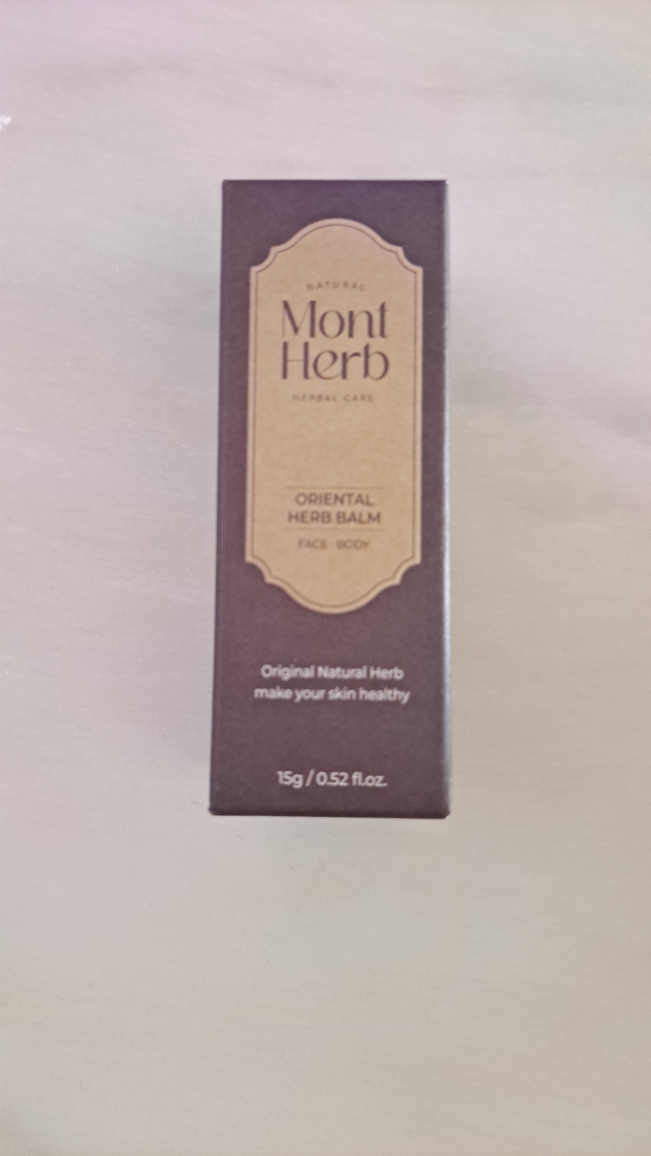 NATURAL
Mont
Herb
HERBAL CARE
ORIENTAL
HERB BALM
FACE · BODY
Original Natural Herb
make your skin healthy
15g / 0.52 fl.oz.